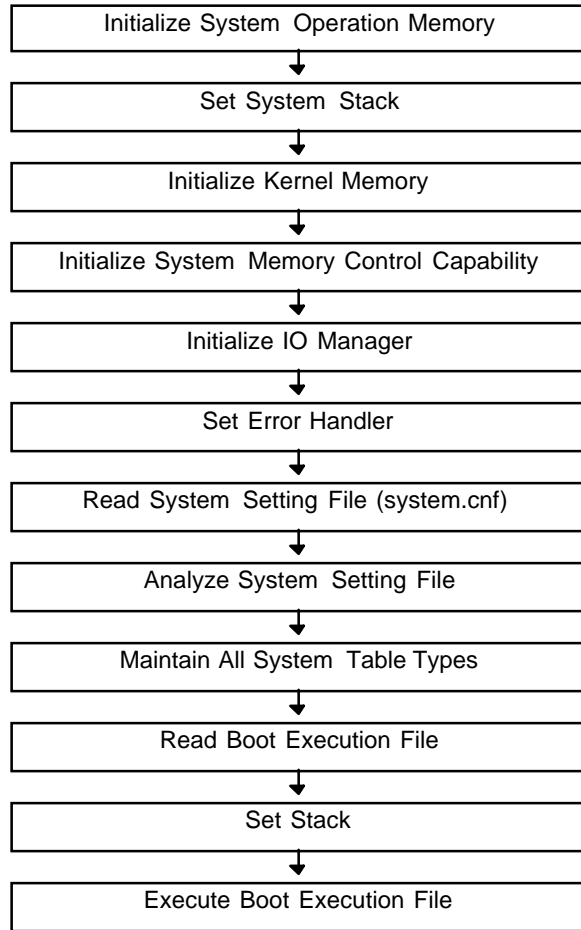 Initialize System Operation Memory
Set System Stack
Initialize Kernel Memory
Initialize System Memory Control Capability
Initialize IO Manager
Set Error Handler
Read System Setting File (system.cnf)
Analyze System Setting File
Maintain All System Table Types
Read Boot Execution File
Set Stack
Execute Boot Execution File